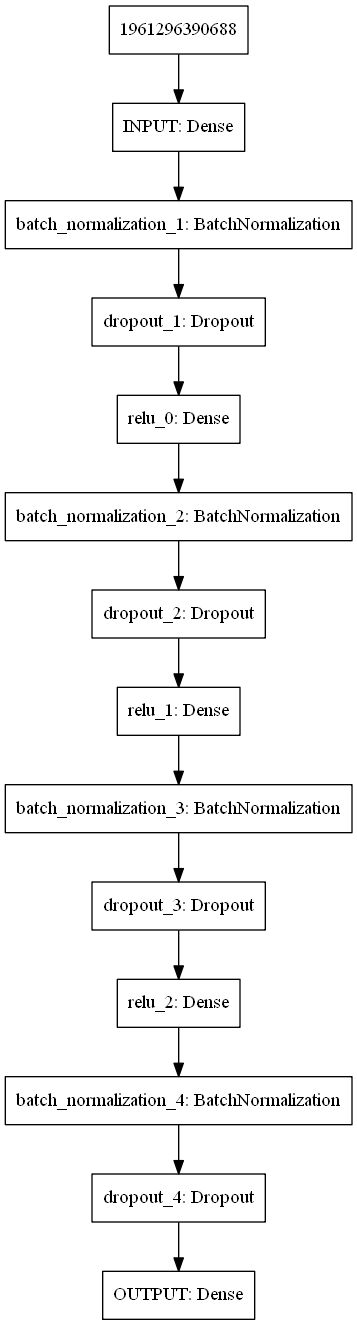 1961296390688
INPUT: Dense
batch_normalization_1: BatchNormalization
dropout_1: Dropout
relu_0: Dense
batch_normalization_2: BatchNormalization
dropout_2: Dropout
relu_1: Dense
batch_normalization_3: BatchNormalization
dropout_3: Dropout
relu_2: Dense
batch_normalization_4: BatchNormalization
dropout_4: Dropout
OUTPUT: Dense